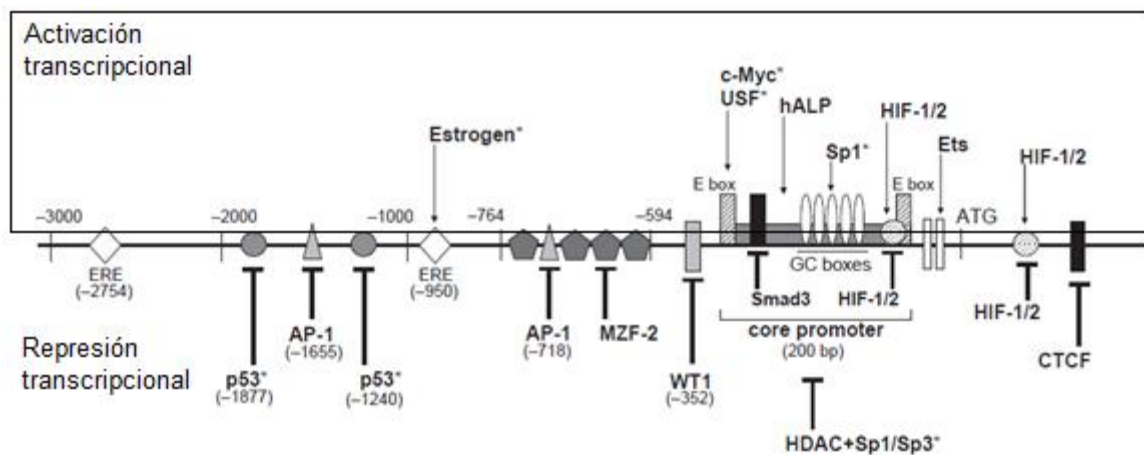 Activación
transcripcional
c-Myc*
USF*
hALP
HIF-1/2
Estrogen*
Sp1*
Ets
HIF-1/2
E box
E box
–3000
–2000
–1000
–764
–594
ATG
ERE
(–2754)
ERE
(–950)
GC boxes
Smad3
HIF-1/2
HIF-1/2
AP-1
(–1655)
AP-1
(–718)
MZF-2
core promoter
(200 bp)
Represión
transcripcional
CTCF
p53*
(–1877)
p53*
(–1240)
WT1
(–352)
HDAC+Sp1/Sp3*